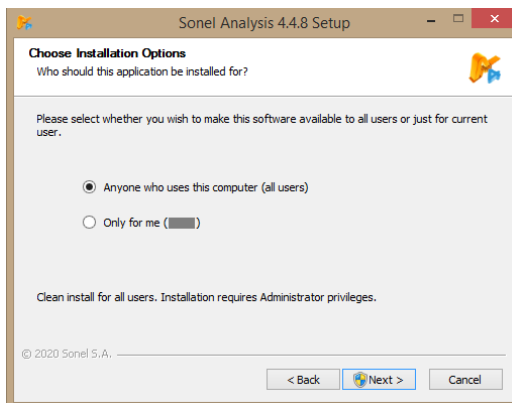 Sonel Analysis 4.4.8 Setup
Choose Installation Options
Who should this application be installed for?
Please select whether you wish to make this software available to all users or just for current
user.
Anyone who uses this computer (all users)
Only for me ( )
Clean install for all users. Installation requires Administrator privileges.
© 2020 Sonel S.A.
< Back Next > Cancel